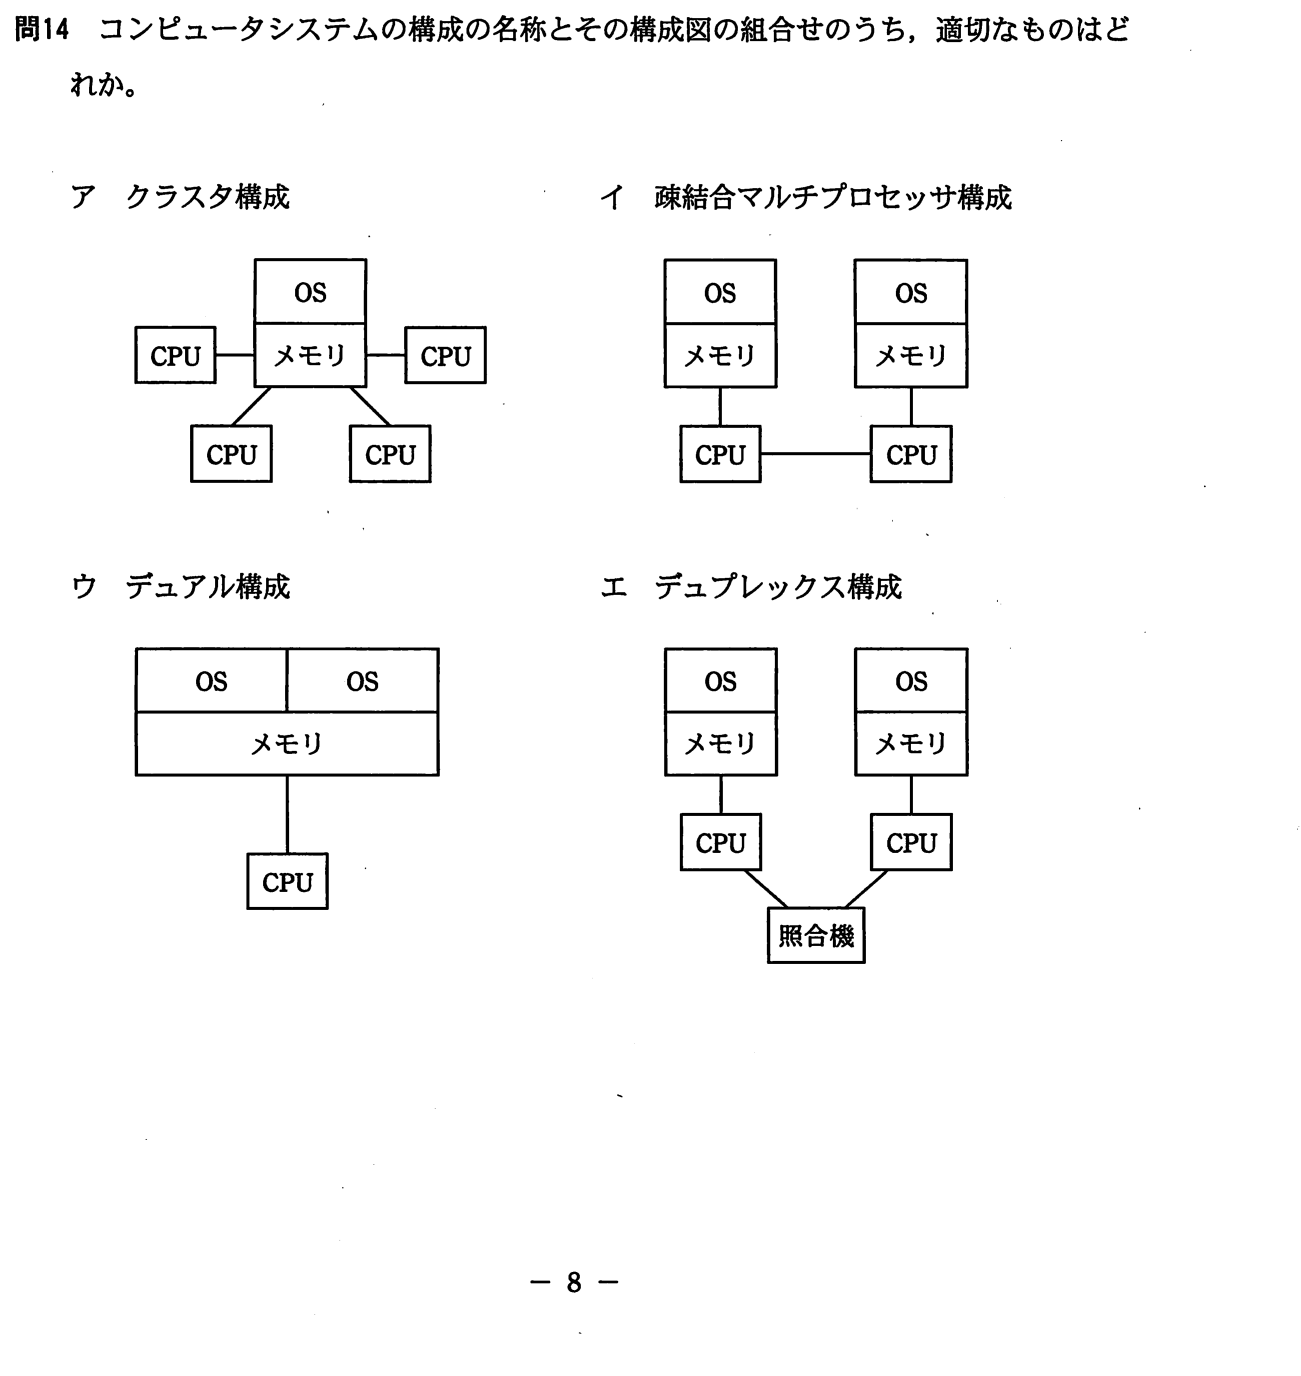 問14 コンピュータシステムの構成の名称とその構成図の組合せのうち，適切なものはど
れか。
ア クラスタ構成
イ 疎結合マルチプロセッサ構成
OS
CPU メモリ CPU
CPU CPU
OS OS
メモリ メモリ
CPU CPU
ウ デュアル構成
エ デュプレックス構成
OS OS
メモリ
CPU
OS OS
メモリ メモリ
CPU CPU
照合機
－ 8 －